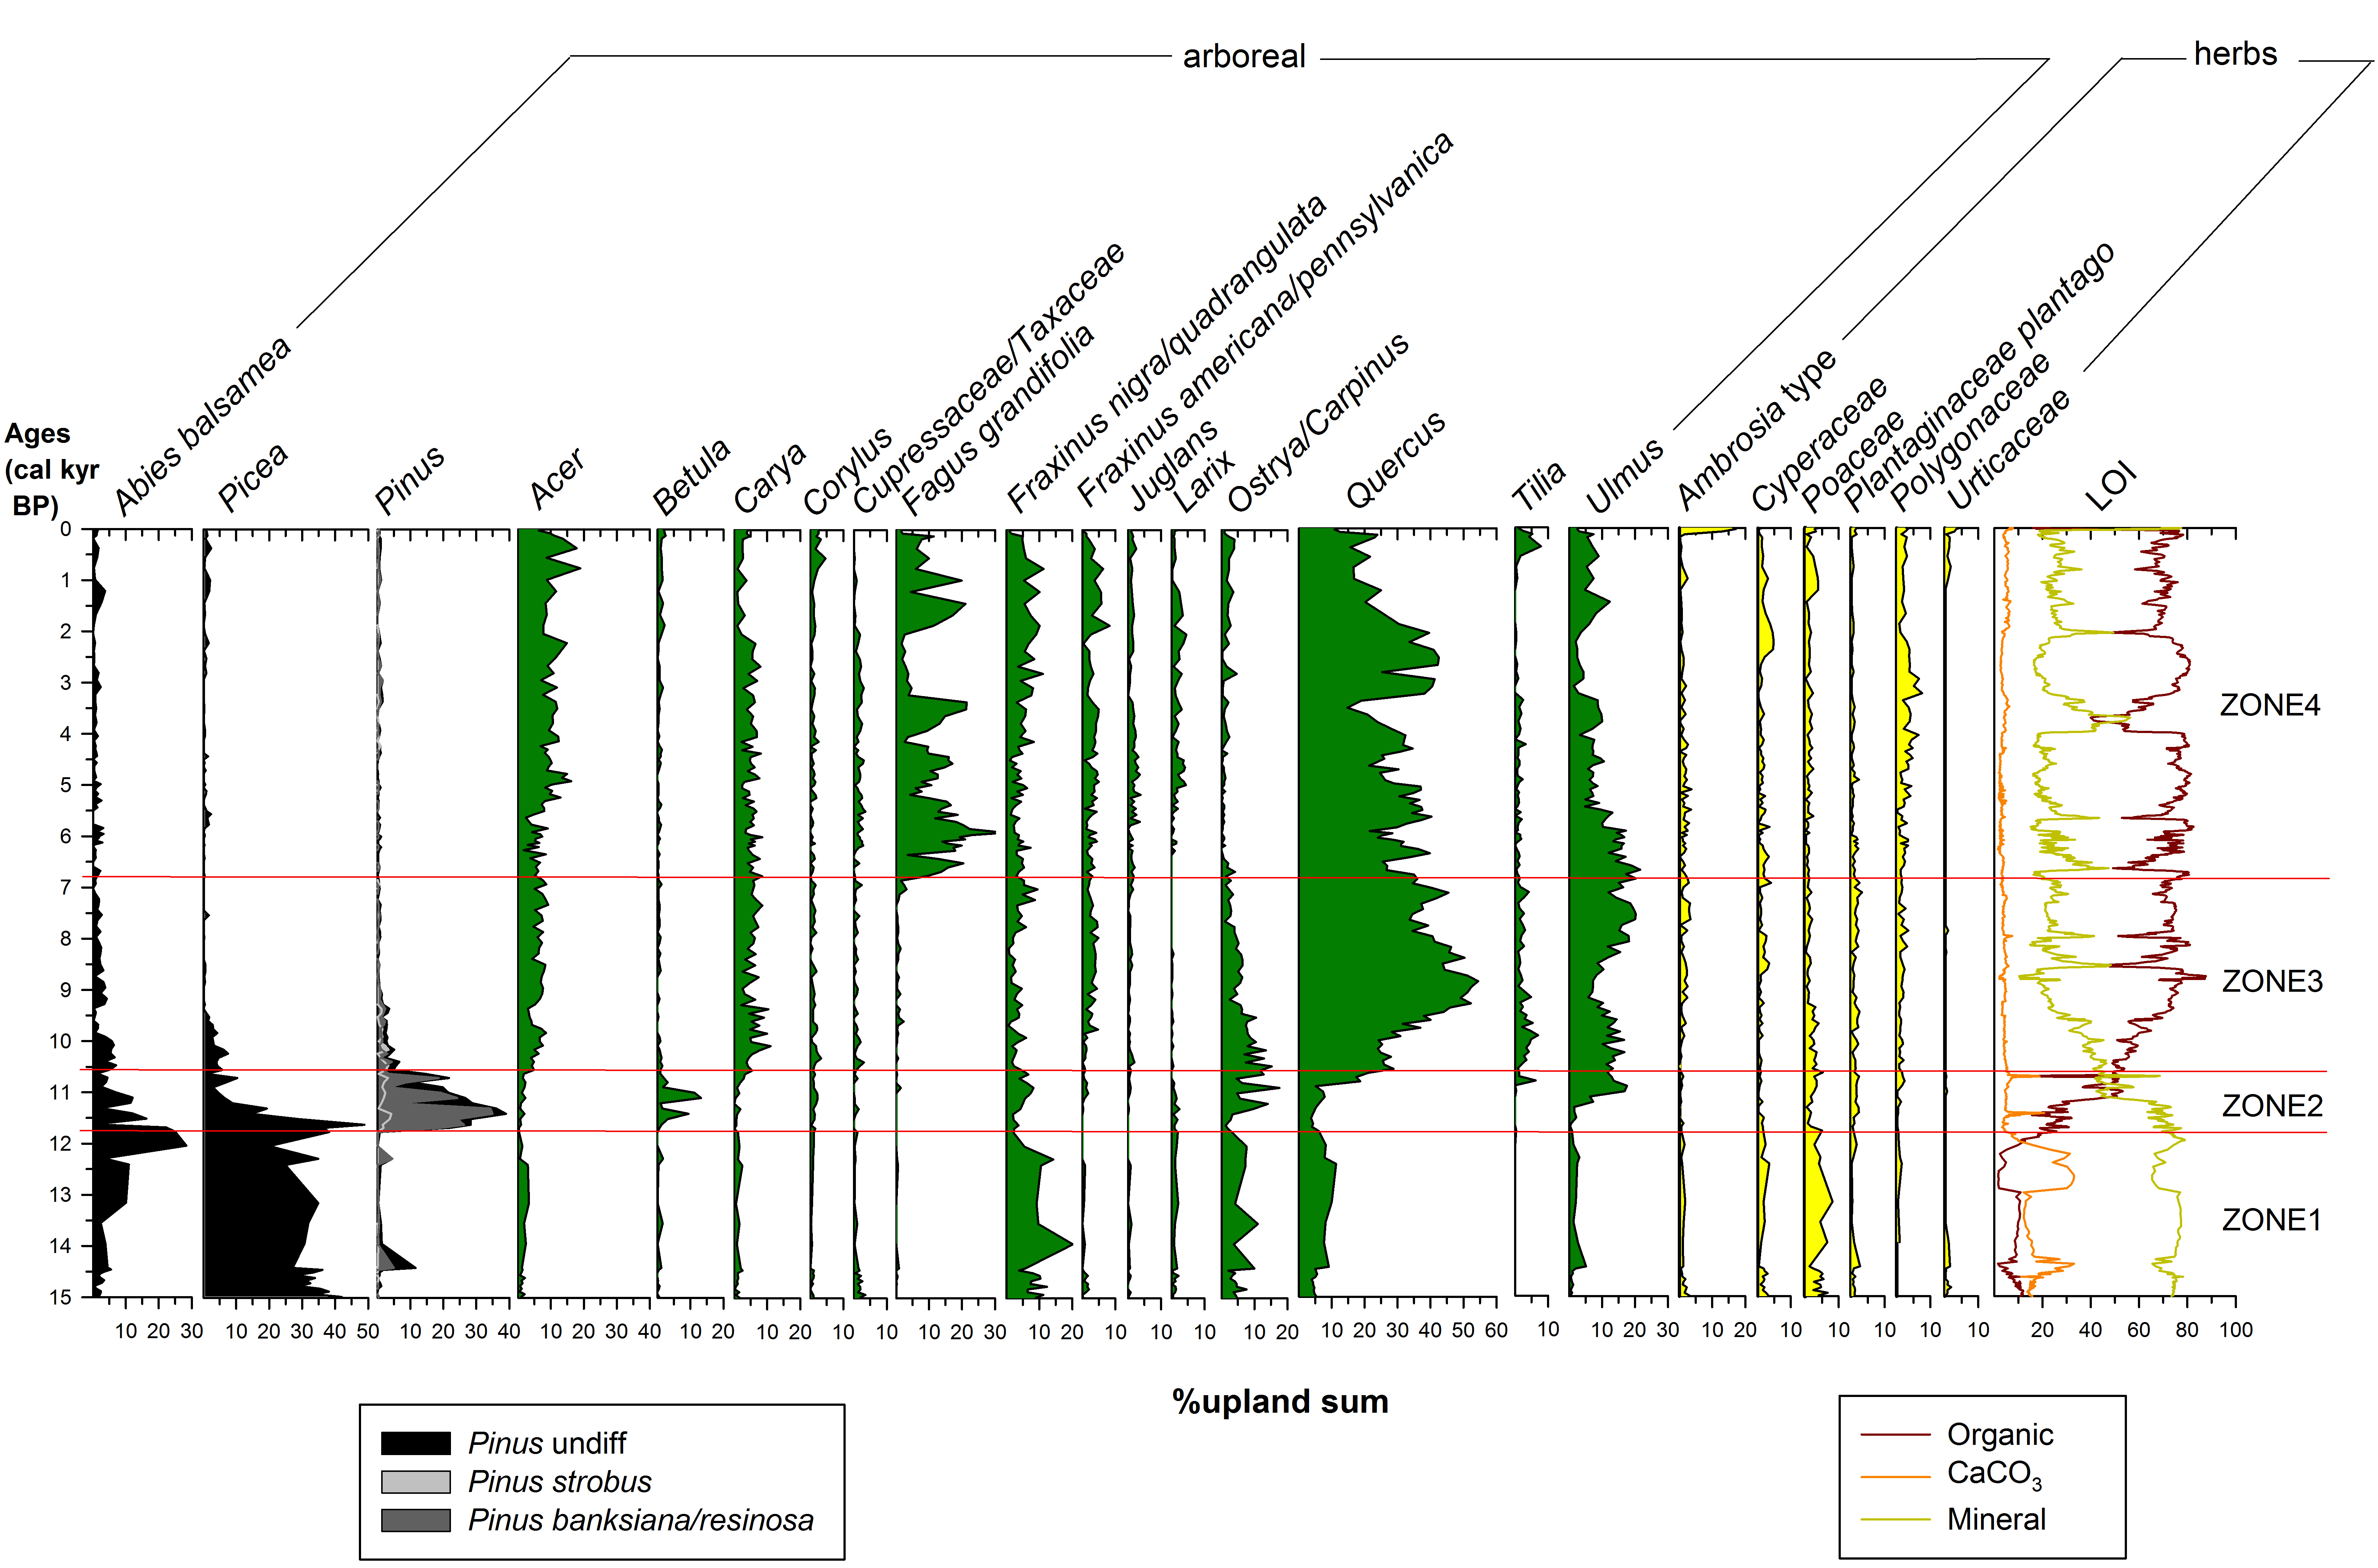 arboreal
herbs
Ages
(cal kyr
BP)
Abies balsamea
Picea
Pinus
Acer
Betula
Carya
Corylus
Cupressaceae/Taxaceae
Fagus grandifolia
Fraxinus nigra/quadrangulata
Fraxinus americana/pennsylvanica
Juglans
Larix
Ostrya/Carpinus
Quercus
Tilia
Ulmus
Ambrosia type
Cyperaceae
Poaceae
Plantaginaceae plantago
Polygonaceae
Urticaceae
LOI
0
1
2
3
4
5
6
7
8
9
10
11
12
13
14
15
ZONE4
ZONE3
ZONE2
ZONE1
10 20 30 10 20 30 40 50 10 20 30 40 10 20 30 40 10 20 10 20 10 10 10 20 30 10 20 10 10 10 10 20 10 20 30 40 50 60 10 10 20 30 10 20 10 10 10 10 10 20 40 60 80 100
%upland sum
Pinus undiff
Pinus strobus
Pinus banksiana/resinosa
Organic
CaCO₃
Mineral